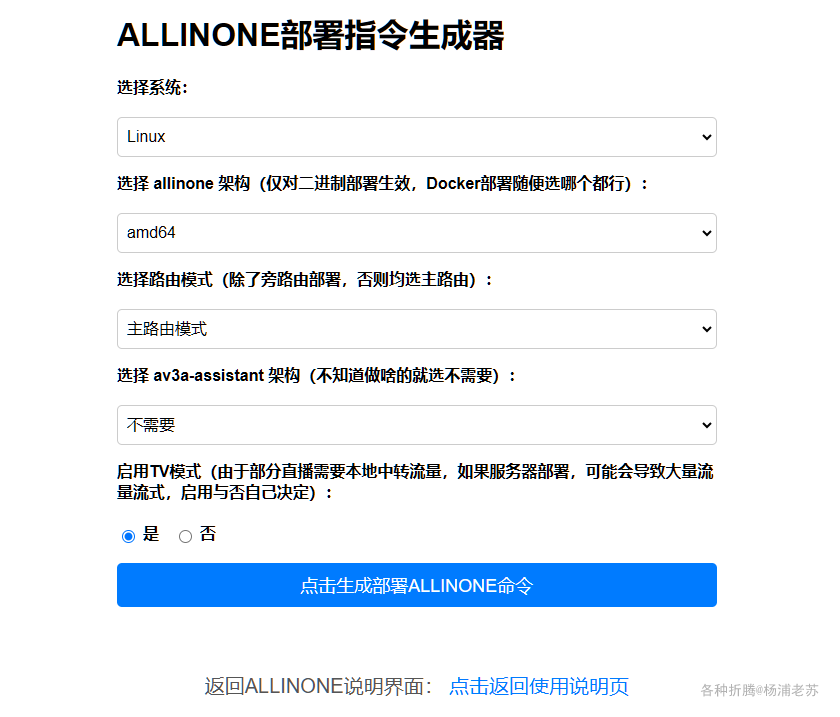 ALLINONE部署指令生成器
选择系统：
Linux
选择 allinone 架构（仅对二进制部署生效，Docker部署随便选哪个都行）：
amd64
选择路由模式（除了旁路由部署，否则均选主路由）：
主路由模式
选择 av3a-assistant 架构（不知道做啥的就选不需要）：
不需要
启用TV模式（由于部分直播需要本地中转流量，如果服务器部署，可能会导致大量流
量流式，启用与否自己决定）：
是 否
点击生成部署ALLINONE命令
返回ALLINONE说明界面： 点击返回使用说明页
各种折腾@杨浦老苏